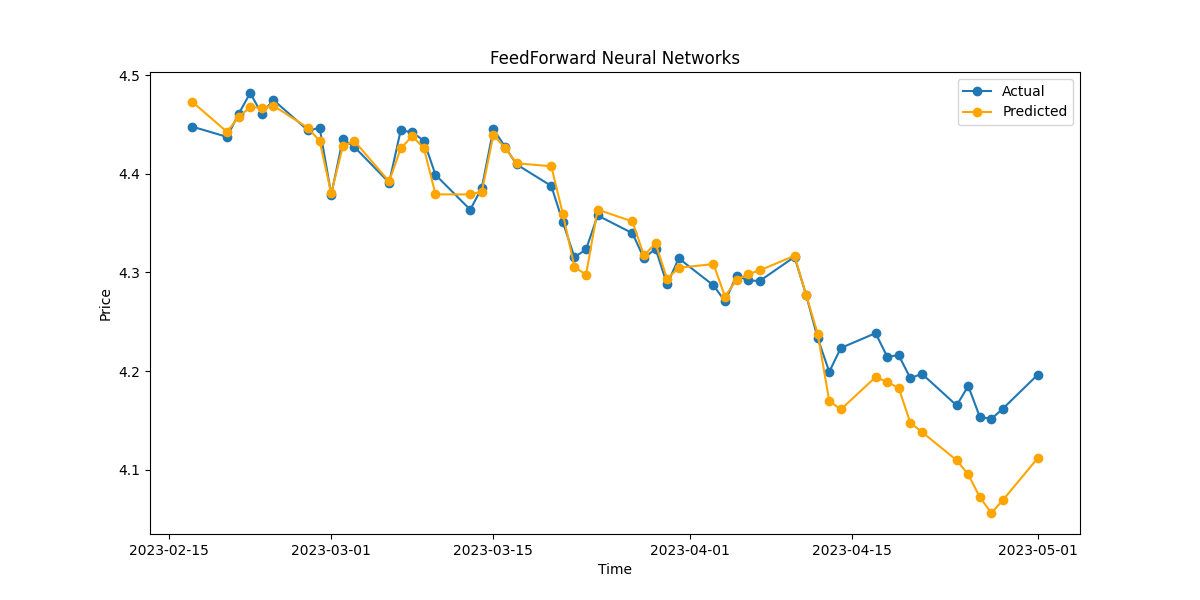 FeedForward Neural Networks
Actual
Predicted
4.5
4.4
4.3
4.2
4.1
Price
2023-02-15 2023-03-01 2023-03-15 2023-04-01 2023-04-15 2023-05-01
Time